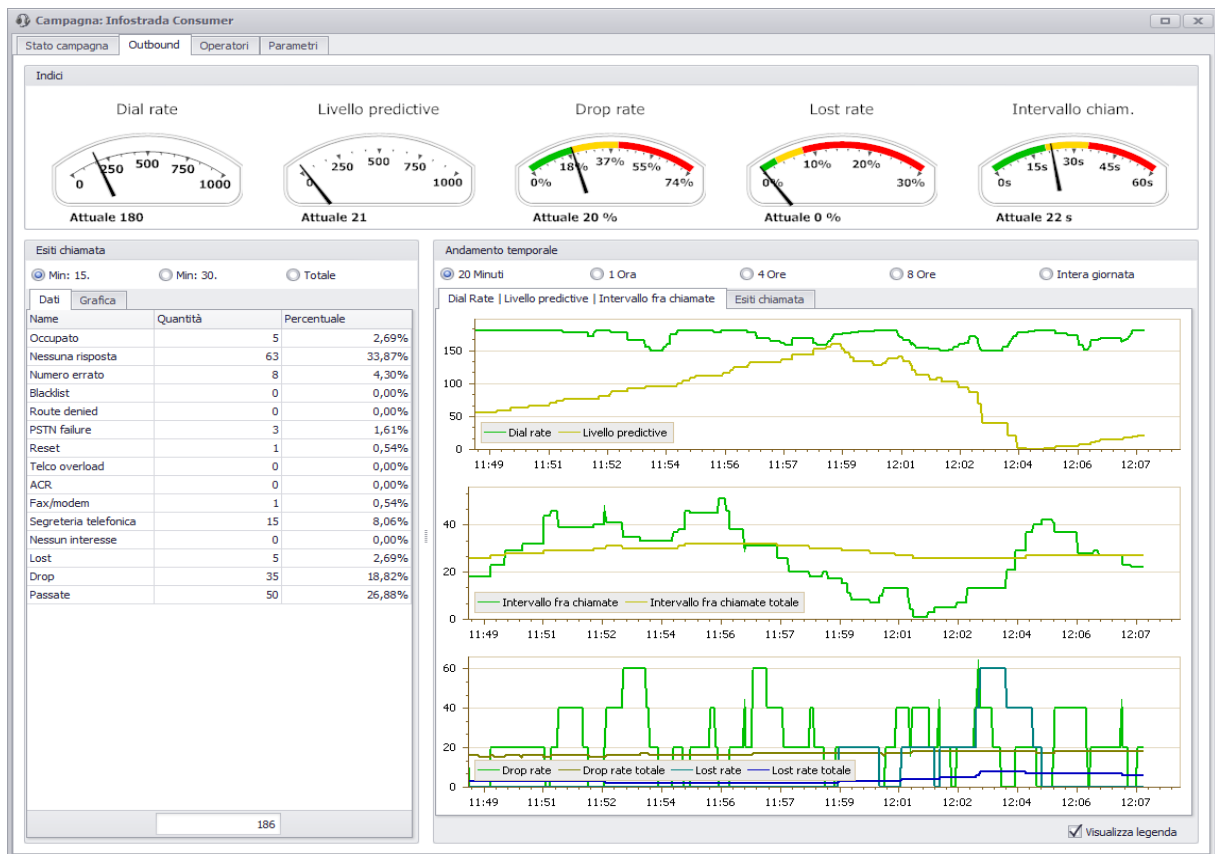 Campagna: Infostrada Consumer
Stato campagna Outbound Operatori Parametri
Indici
Dial rate
0 250 500 750 1000
Attuale 180
Livello predictive
0 250 500 750 1000
Attuale 21
Drop rate
0% 18% 37% 55% 74%
Attuale 20 %
Lost rate
0% 10% 20% 30%
Attuale 0 %
Intervallo chiam.
0s 15s 30s 45s 60s
Attuale 22 s
Esiti chiamata
Min: 15. Min: 30. Totale
Dati Grafica
Name Quantità Percentuale
Occupato 5 2,69%
Nessuna risposta 63 33,87%
Numero errato 8 4,30%
Blacklist 0 0,00%
Route denied 0 0,00%
PSTN failure 3 1,61%
Reset 1 0,54%
Telco overload 0 0,00%
ACR 0 0,00%
Fax/modem 1 0,54%
Segreteria telefonica 15 8,06%
Nessun interesse 0 0,00%
Lost 5 2,69%
Drop 35 18,82%
Passate 50 26,88%
186
Andamento temporale
20 Minuti 1 Ora 4 Ore 8 Ore Intera giornata
Dial Rate | Livello predictive | Intervallo fra chiamate Esiti chiamata
150
100
50
0
Dial rate Livello predictive
11:49 11:51 11:52 11:54 11:56 11:57 11:59 12:01 12:02 12:04 12:06 12:07
40
20
0
Intervallo fra chiamate Intervallo fra chiamate totale
11:49 11:51 11:52 11:54 11:56 11:57 11:59 12:01 12:02 12:04 12:06 12:07
60
40
20
0
Drop rate Drop rate totale Lost rate Lost rate totale
11:49 11:51 11:52 11:54 11:56 11:57 11:59 12:01 12:02 12:04 12:06 12:07
Visualizza legenda